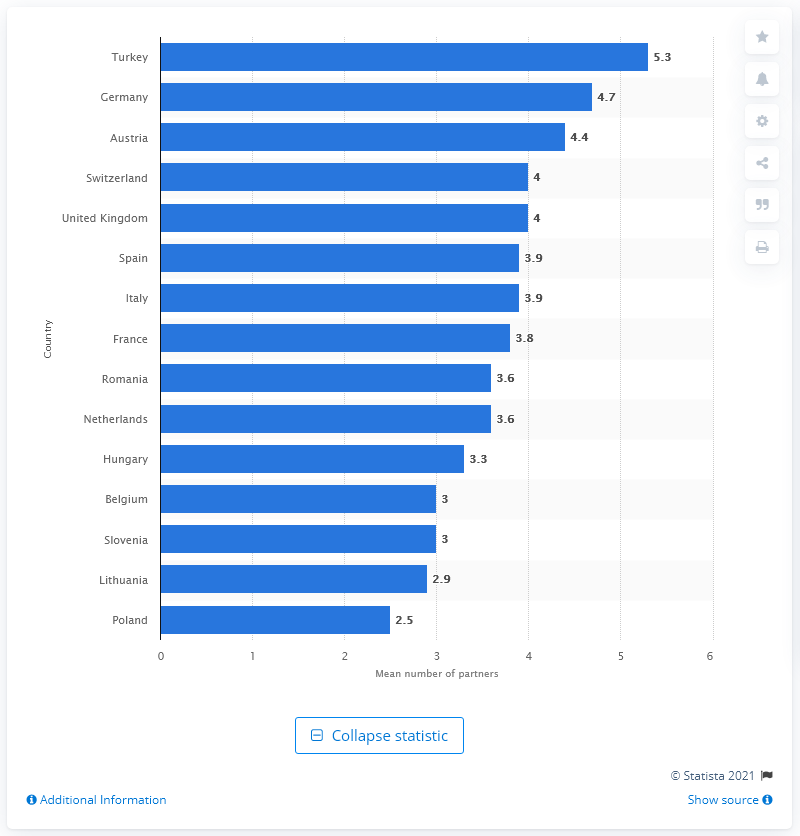 Turkey 5.3
Germany 4.7
Austria 4.4
Switzerland 4
United Kingdom 4
Spain 3.9
Italy 3.9
Country
France 3.8
Romania 3.6
Netherlands 3.6
Hungary 3.3
Belgium 3
Slovenia 3
Lithuania 2.9
Poland 2.5
0 1 2 3 4 5 6
Mean number of partners
Collapse statistic
© Statista 2021
Additional Information
Show source